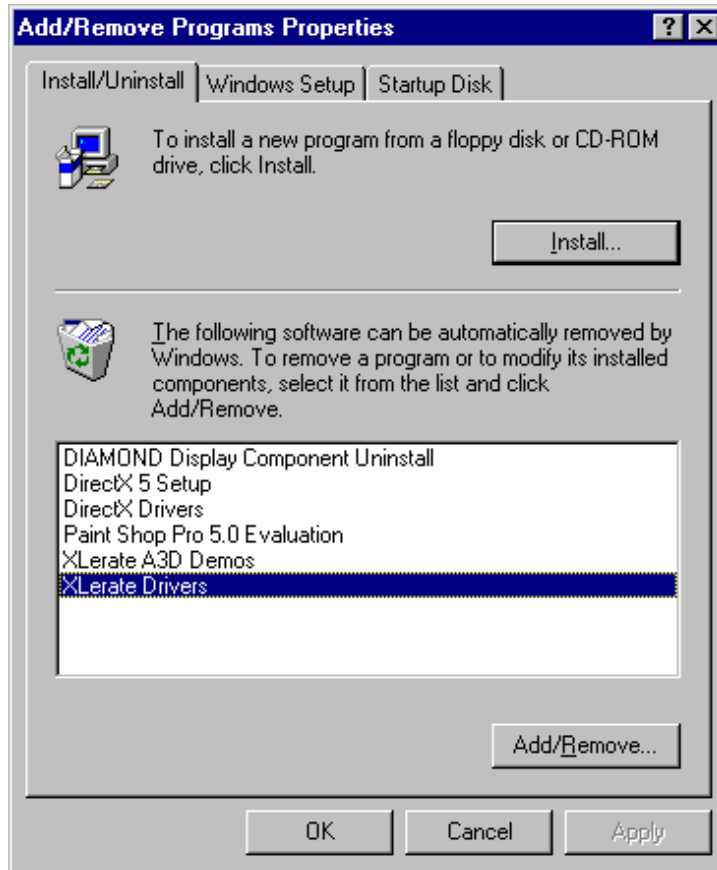 Add/Remove Programs Properties
Install/Uninstall
Windows Setup
Startup Disk
To install a new program from a floppy disk or CD-ROM
drive, click Install.
Install...
The following software can be automatically removed by
Windows. To remove a program or to modify its installed
components, select it from the list and click
Add/Remove.
DIAMOND Display Component Uninstall
DirectX 5 Setup
DirectX Drivers
Paint Shop Pro 5.0 Evaluation
XLerate A3D Demos
XLerate Drivers
Add/Remove...
OK
Cancel
Apply